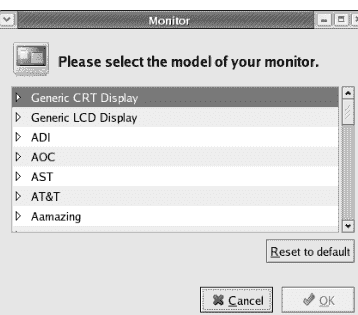 Monitor
Please select the model of your monitor.
Generic CRT Display
Generic LCD Display
ADI
AOC
AST
AT&T
Aamazing
Reset to default
Cancel
OK